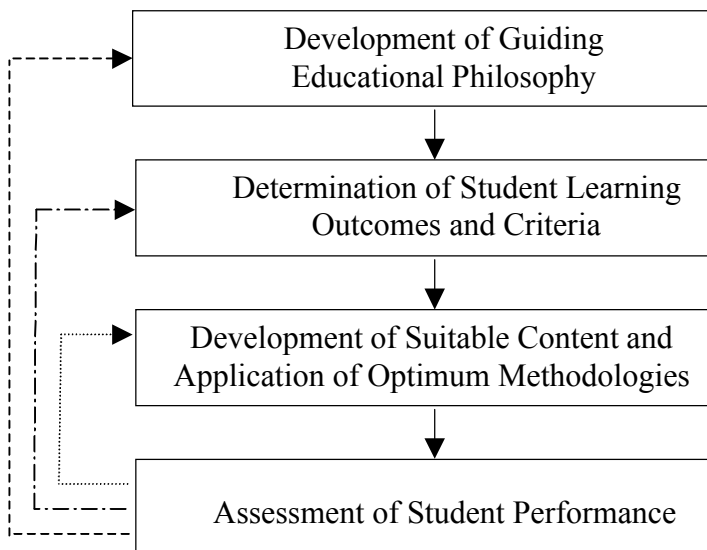 Development of Guiding
Educational Philosophy
Determination of Student Learning
Outcomes and Criteria
Development of Suitable Content and
Application of Optimum Methodologies
Assessment of Student Performance